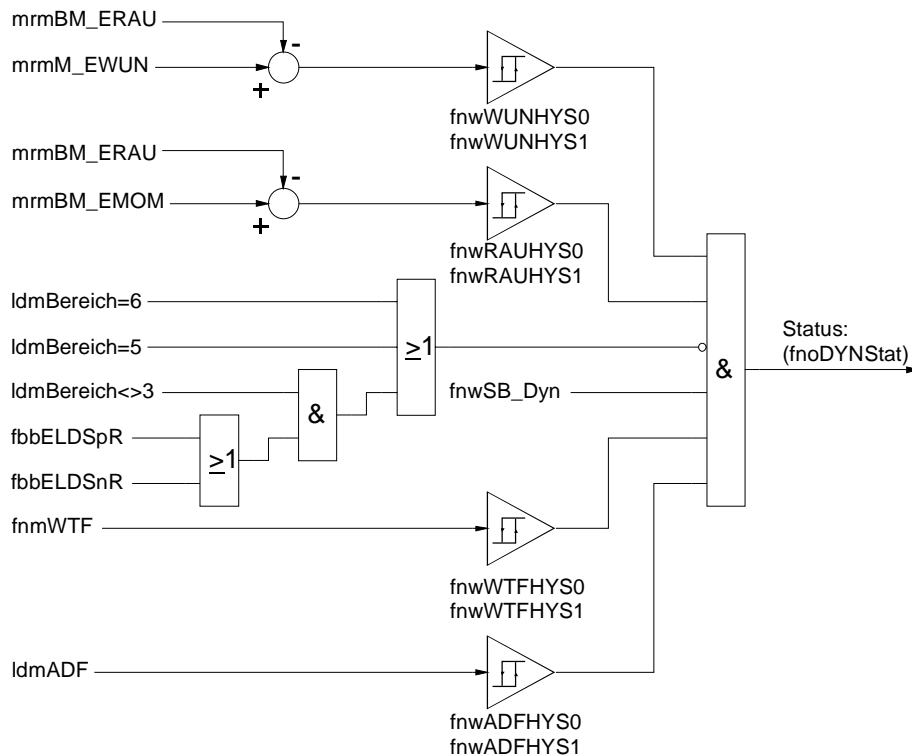 mrmBM_ERAU
-
mrmM_EWUN
+
fnwWUNHYS0
fnwWUNHYS1
mrmBM_ERAU
-
mrmBM_EMOM
+
fnwRAUHYS0
fnwRAUHYS1
ldmBereich=6
ldmBereich=5
≥1
Status:
(fnoDYNStat)
&
ldmBereich<>3
fnwSB_Dyn
&
fbbELDSpR
≥1
fbbELDSnR
fnmWTF
fnwWTFHYS0
fnwWTFHYS1
ldmADF
fnwADFHYS0
fnwADFHYS1